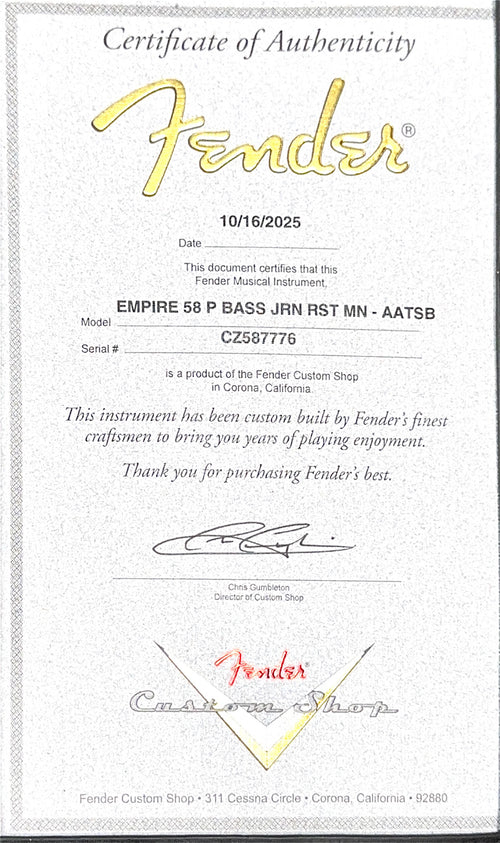 Certificate of Authenticity
Fender®
10/16/2025
Date
This document certifies that this
Fender Musical Instrument,
EMPIRE 58 P BASS JRN RST MN - AATSB
Model
CZ587776
Serial #
is a product of the Fender Custom Shop
in Corona, California.
This instrument has been custom built by Fender's finest
craftsmen to bring you years of playing enjoyment.
Thank you for purchasing Fender's best.
Chris Gumbleton
Director of Custom Shop
Fender®
Custom Shop
Fender Custom Shop • 311 Cessna Circle • Corona, California • 92880